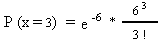 P (x = 3) = e^-6 * 6^3 / 3 !